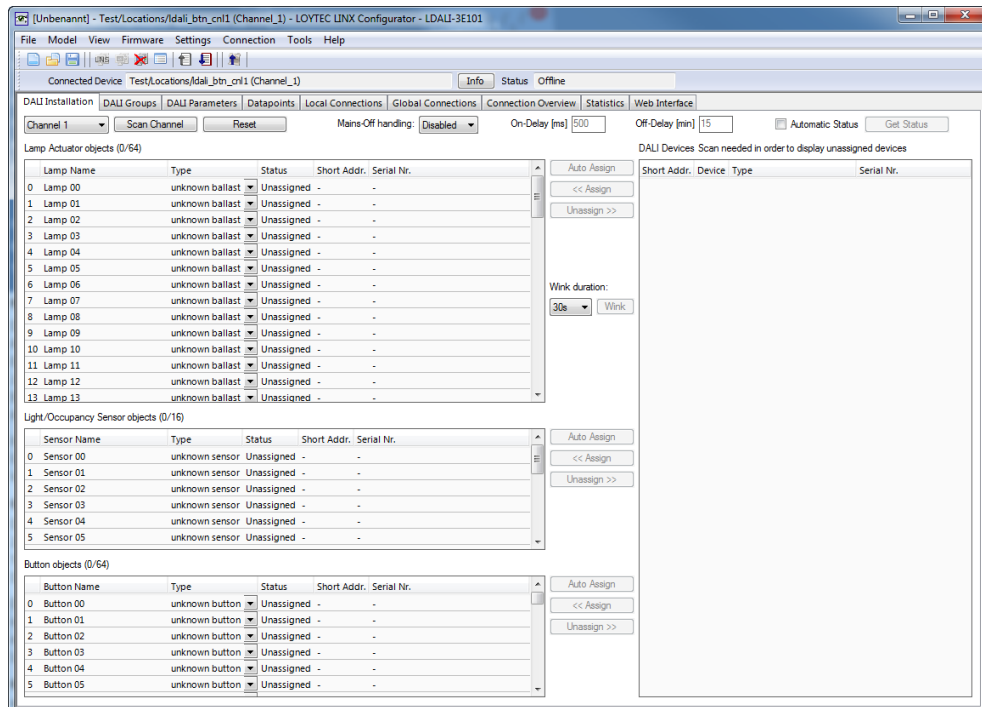 [Unbenannt] - Test/Locations/ldali_btn_cnl1 (Channel_1) - LOYTEC LINX Configurator - LDALI-3E101
File Model View Firmware Settings Connection Tools Help
Connected Device Test/Locations/ldali_btn_cnl1 (Channel_1) Info Status Offline
DALI Installation DALI Groups DALI Parameters Datapoints Local Connections Global Connections Connection Overview Statistics Web Interface
Channel 1 Scan Channel Reset Mains-Off handling: Disabled On-Delay [ms] 500 Off-Delay [min] 15 Automatic Status Get Status
Lamp Actuator objects (0/64) DALI Devices Scan needed in order to display unassigned devices
Lamp Name Type Status Short Addr. Serial Nr. Auto Assign Short Addr. Device Type Serial Nr.
0 Lamp 00 unknown ballast Unassigned - - << Assign
1 Lamp 01 unknown ballast Unassigned - -
2 Lamp 02 unknown ballast Unassigned - - Unassign >>
3 Lamp 03 unknown ballast Unassigned - -
4 Lamp 04 unknown ballast Unassigned - -
5 Lamp 05 unknown ballast Unassigned - -
6 Lamp 06 unknown ballast Unassigned - - Wink duration:
7 Lamp 07 unknown ballast Unassigned - - 30s Wink
8 Lamp 08 unknown ballast Unassigned - -
9 Lamp 09 unknown ballast Unassigned - -
10 Lamp 10 unknown ballast Unassigned - -
11 Lamp 11 unknown ballast Unassigned - -
12 Lamp 12 unknown ballast Unassigned - -
13 Lamp 13 unknown ballast Unassigned - -
Light/Occupancy Sensor objects (0/16)
Sensor Name Type Status Short Addr. Serial Nr. Auto Assign
0 Sensor 00 unknown sensor Unassigned - - << Assign
1 Sensor 01 unknown sensor Unassigned - -
2 Sensor 02 unknown sensor Unassigned - - Unassign >>
3 Sensor 03 unknown sensor Unassigned - -
4 Sensor 04 unknown sensor Unassigned - -
5 Sensor 05 unknown sensor Unassigned - -
Button objects (0/64)
Button Name Type Status Short Addr. Serial Nr. Auto Assign
0 Button 00 unknown button Unassigned - - << Assign
1 Button 01 unknown button Unassigned - -
2 Button 02 unknown button Unassigned - - Unassign >>
3 Button 03 unknown button Unassigned - -
4 Button 04 unknown button Unassigned - -
5 Button 05 unknown button Unassigned - -